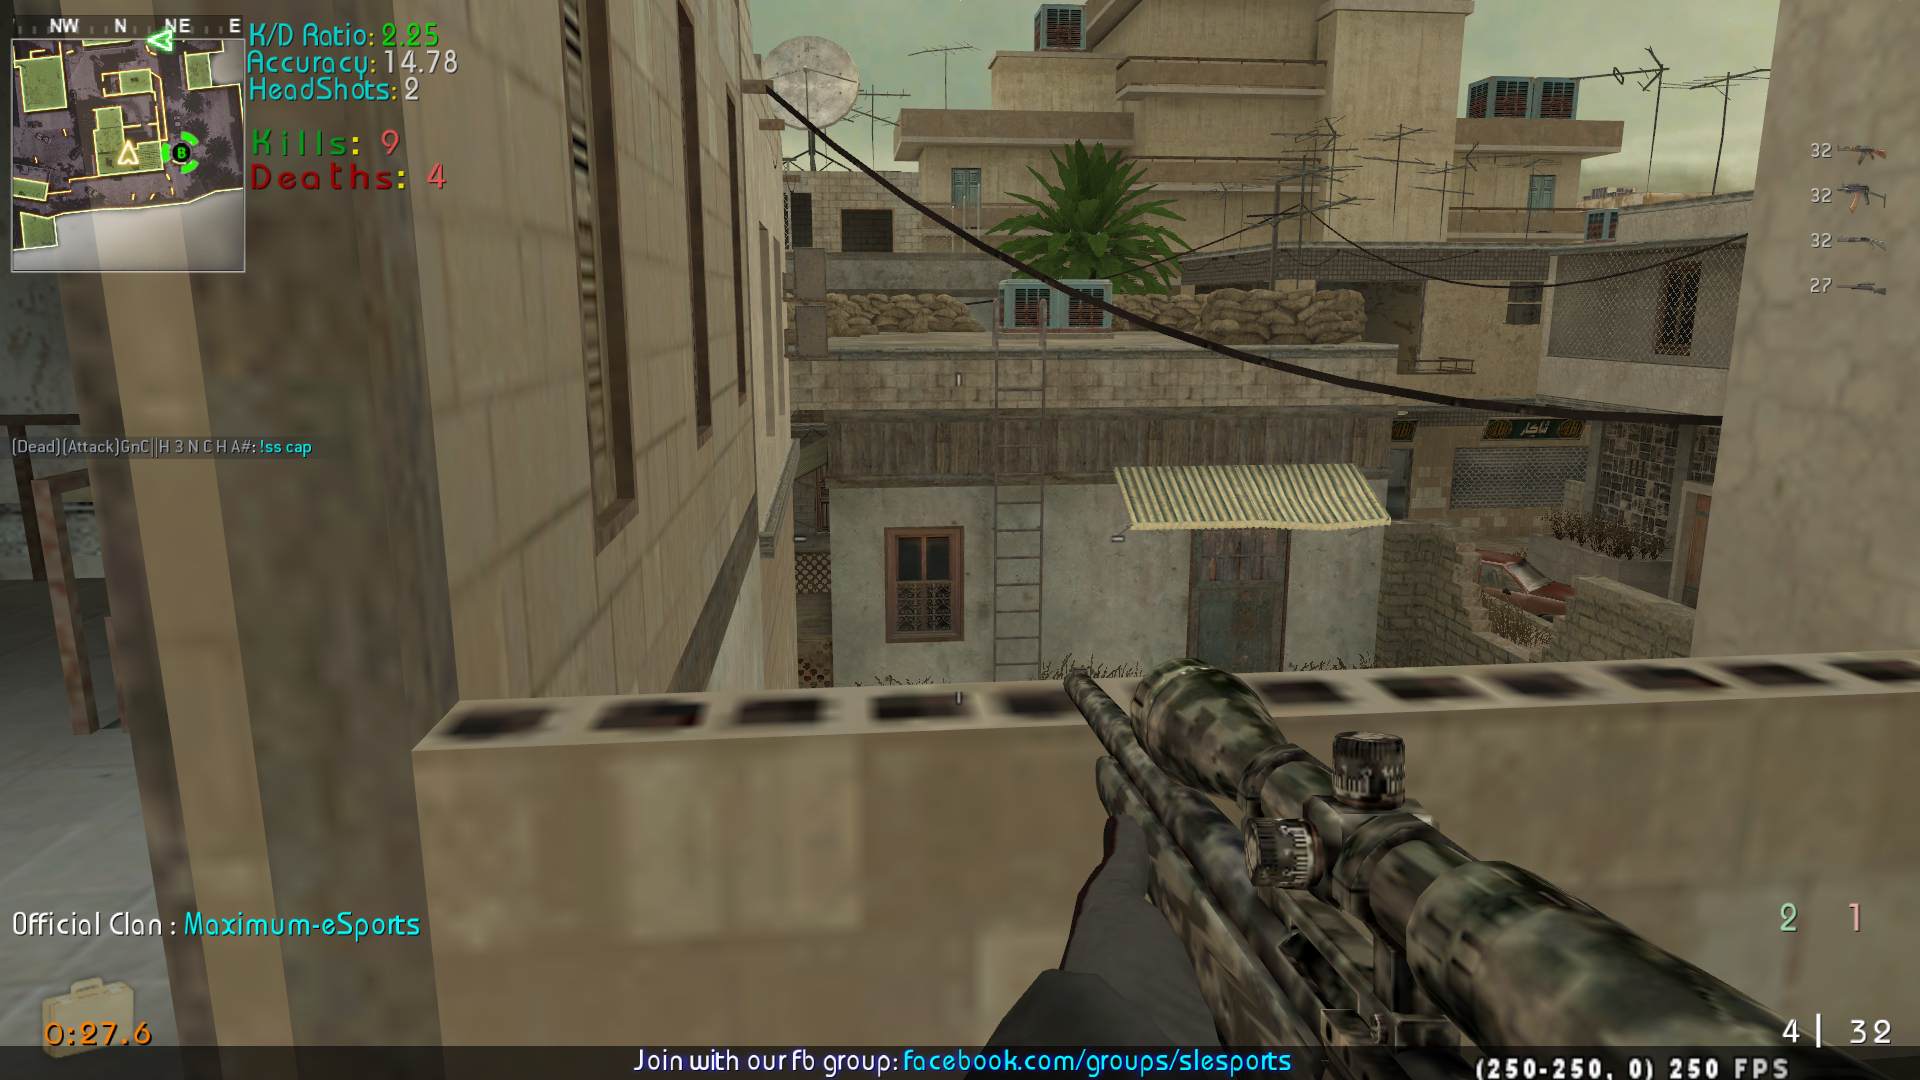 NW N NE E
K/D Ratio: 2.25
Accuracy: 14.78
HeadShots: 2
Kills: 9
Deaths: 4
B
32
32
32
27
(Dead)(Attack)GnC||H 3 N C H A#: !ss cap
Official Clan : Maximum-eSports
2 1
0:27.6
4 | 32
Join with our fb group: facebook.com/groups/slesports
(250-250, 0) 250 FPS